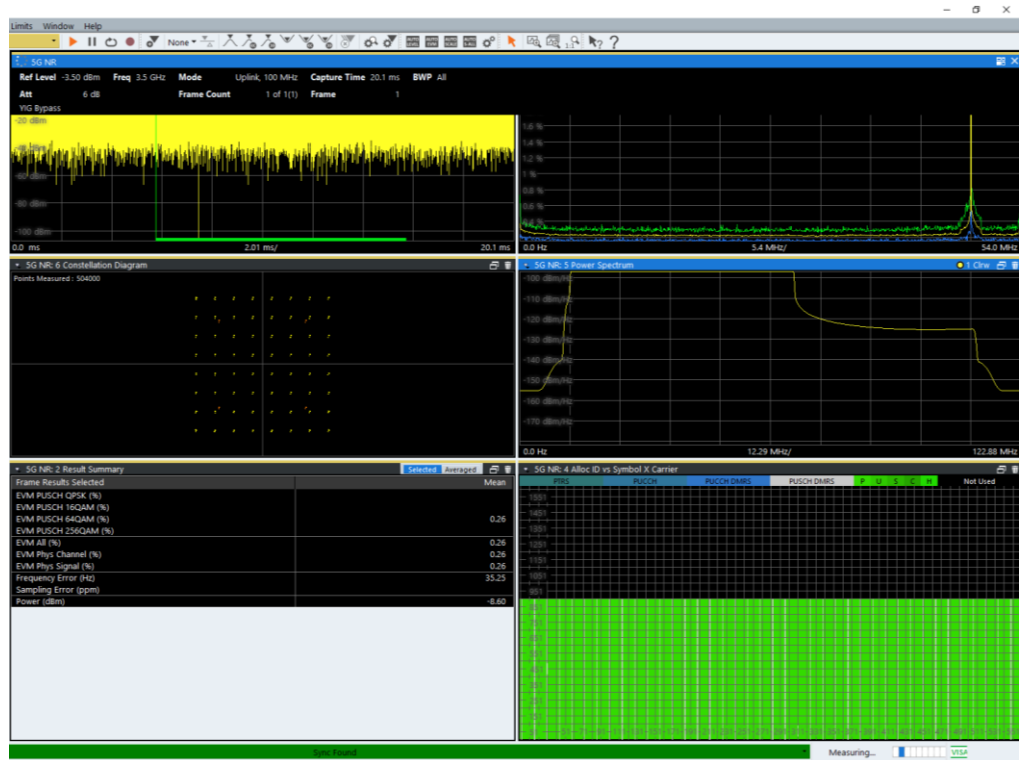 Limits Window Help
None
5G NR
Ref Level -3.50 dBm Freq 3.5 GHz Mode Uplink, 100 MHz Capture Time 20.1 ms BWP All
Att 6 dB Frame Count 1 of 1(1) Frame 1
YIG Bypass
-20 dBm
-80 dBm
-100 dBm
0.0 ms 2.01 ms/ 20.1 ms
1.6 %
1.4 %
1.2 %
1 %
0.8 %
0.6 %
0.0 Hz 5.4 MHz/ 54.0 MHz
5G NR: 6 Constellation Diagram
Points Measured : 504000
5G NR: 5 Power Spectrum 1 Clrw
-100 dBm/Hz
-110 dBm/Hz
-120 dBm/Hz
-130 dBm/Hz
-140 dBm/Hz
-150 dBm/Hz
-160 dBm/Hz
-170 dBm/Hz
0.0 Hz 12.29 MHz/ 122.88 MHz
5G NR: 2 Result Summary Selected Averaged
Frame Results Selected Mean
EVM PUSCH QPSK (%)
EVM PUSCH 16QAM (%)
EVM PUSCH 64QAM (%) 0.26
EVM PUSCH 256QAM (%)
EVM All (%) 0.26
EVM Phys Channel (%) 0.26
EVM Phys Signal (%) 0.26
Frequency Error (Hz) 35.25
Sampling Error (ppm)
Power (dBm) -8.60
5G NR: 4 Alloc ID vs Symbol X Carrier
PTRS PUCCH PUCCH DMRS PUSCH DMRS P U S C H Not Used
1551
1451
1351
1251
1151
1051
951
Sync Found
Measuring... VISA